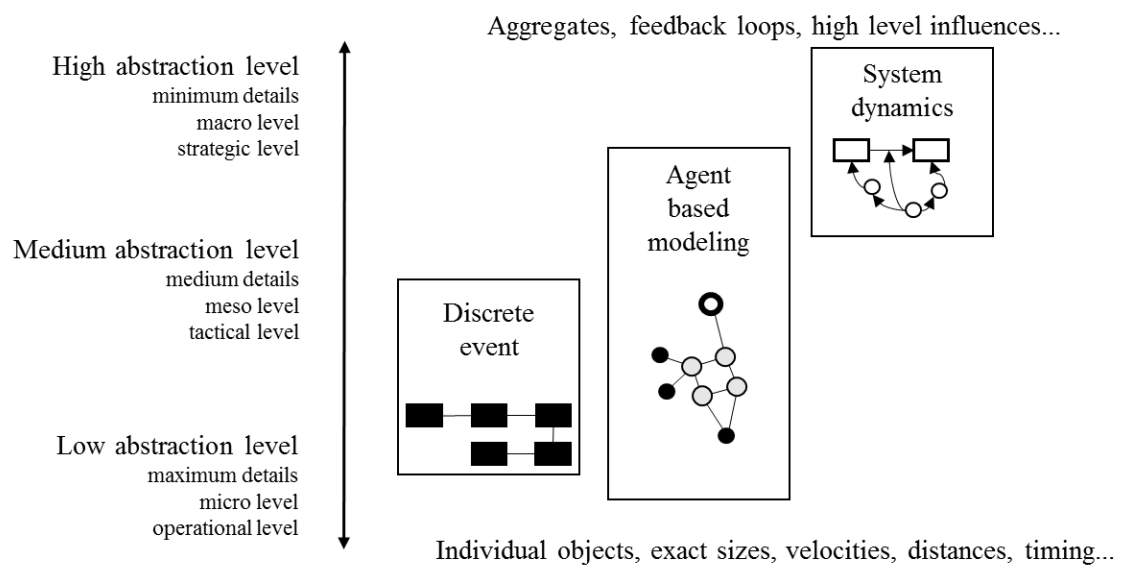 Aggregates, feedback loops, high level influences...
High abstraction level
minimum details
macro level
strategic level
Medium abstraction level
medium details
meso level
tactical level
Low abstraction level
maximum details
micro level
operational level
Discrete
event
Agent
based
modeling
System
dynamics
Individual objects, exact sizes, velocities, distances, timing...